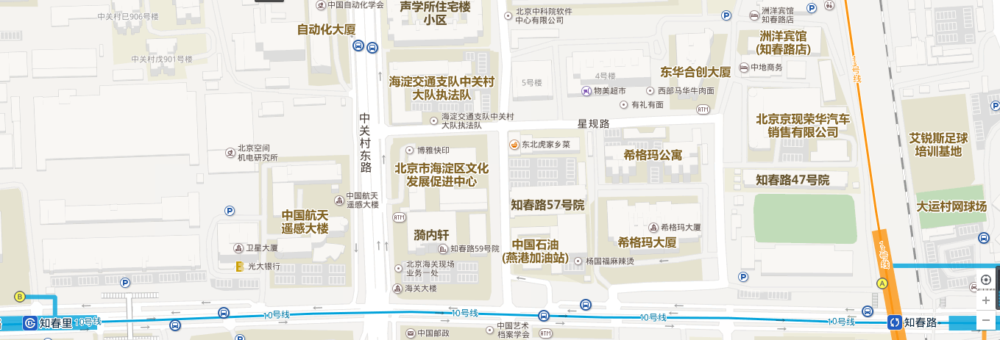 中国自动化学会
声学所住宅楼
小区
北京中科院软件
中心有限公司
P
洲洋宾馆
知春路店
P
中关村已906号楼
自动化大厦
洲洋宾馆
(知春路店)
中关村戊901号楼
中地商务
13号线
东华合创大厦
海淀交通支队中关村
大队执法队
5号楼
4号楼
物美超市
西部马华牛肉面
有礼有面
ATM
P
海淀交通支队中关村
大队执法队
星规路
北京京现荣华汽车
销售有限公司
中关村东路
北京空间
机电研究所
博雅快印
东北虎家乡菜
希格玛公寓
艾锐斯足球
培训基地
北京市海淀区文化
发展促进中心
知春路47号院
中国航天
遥感大楼
知春路57号院
大运村网球场
P
中国航天
遥感大楼
ATM
漪内轩
希格玛大厦
希格玛大厦
卫星大厦
知春路59号院
中国石油
(燕港加油站)
13号线
光大银行
北京海关现场
业务一处
杨国福麻辣烫
P
P
海关大楼
A
B
知春里
10号线
10号线
10号线
10号线
10号线
知春路
中国邮政
中国艺术
档案学会
ATM
P